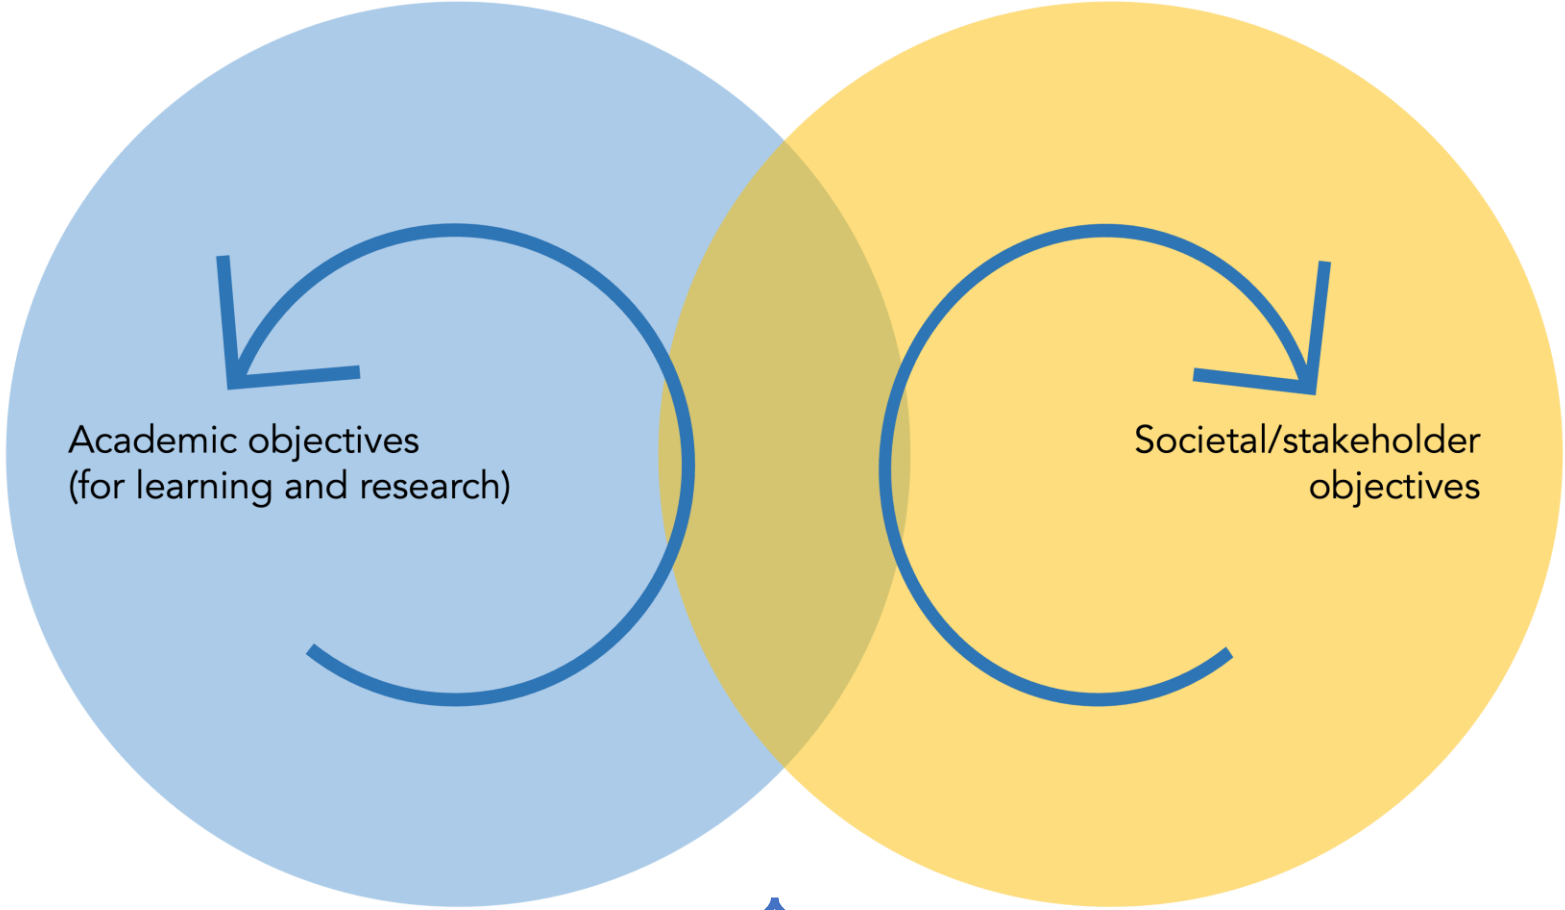 Academic objectives
(for learning and research)
Societal/stakeholder
objectives